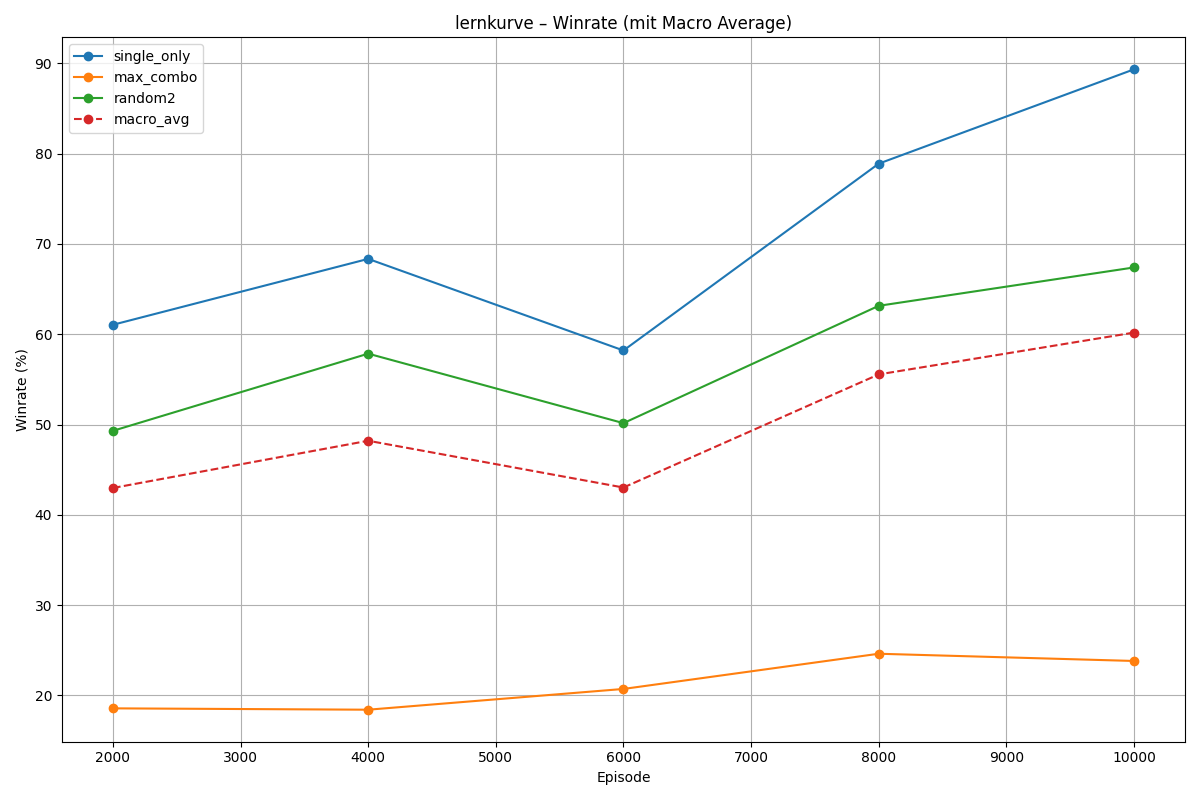 lernkurve – Winrate (mit Macro Average)
single_only
max_combo
random2
macro_avg
Winrate (%)
90
80
70
60
50
40
30
20
2000 3000 4000 5000 6000 7000 8000 9000 10000
Episode